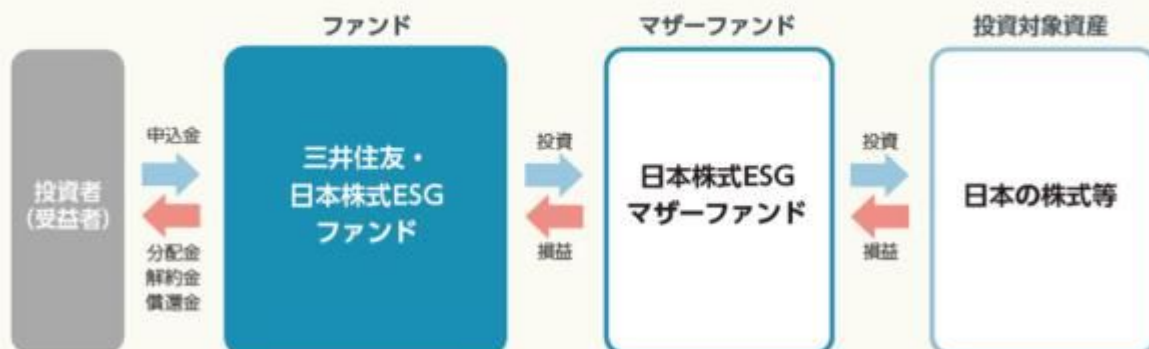 ファンド
マザーファンド
投資対象資産
投資者
(受益者)
申込金
分配金
解約金
償還金
三井住友・
日本株式ESG
ファンド
投資
損益
日本株式ESG
マザーファンド
投資
損益
日本の株式等